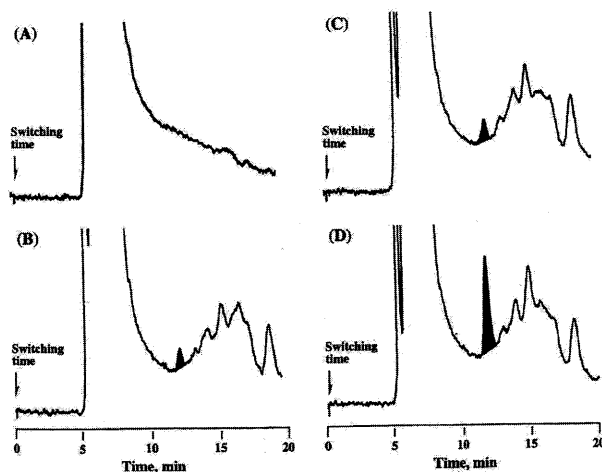 (A)
Switching
time
(B)
Switching
time
0
5
10
15
20
Time, min
(C)
Switching
time
(D)
Switching
time
0
5
10
15
20
Time, min